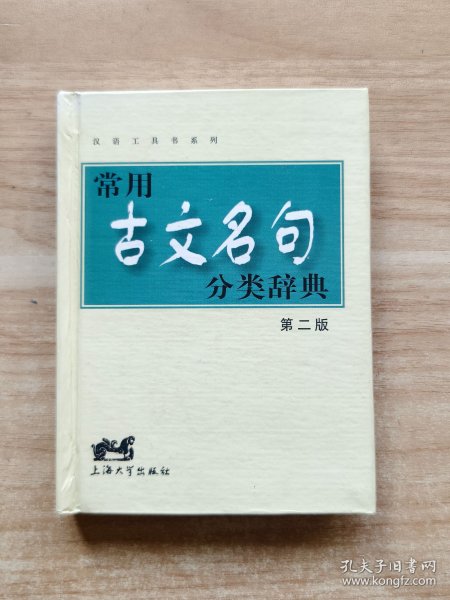 汉语工具书系列
常用
古文名句
分类辞典
第二版
上海大学出版社
孔夫子旧书网
www.kongfz.com